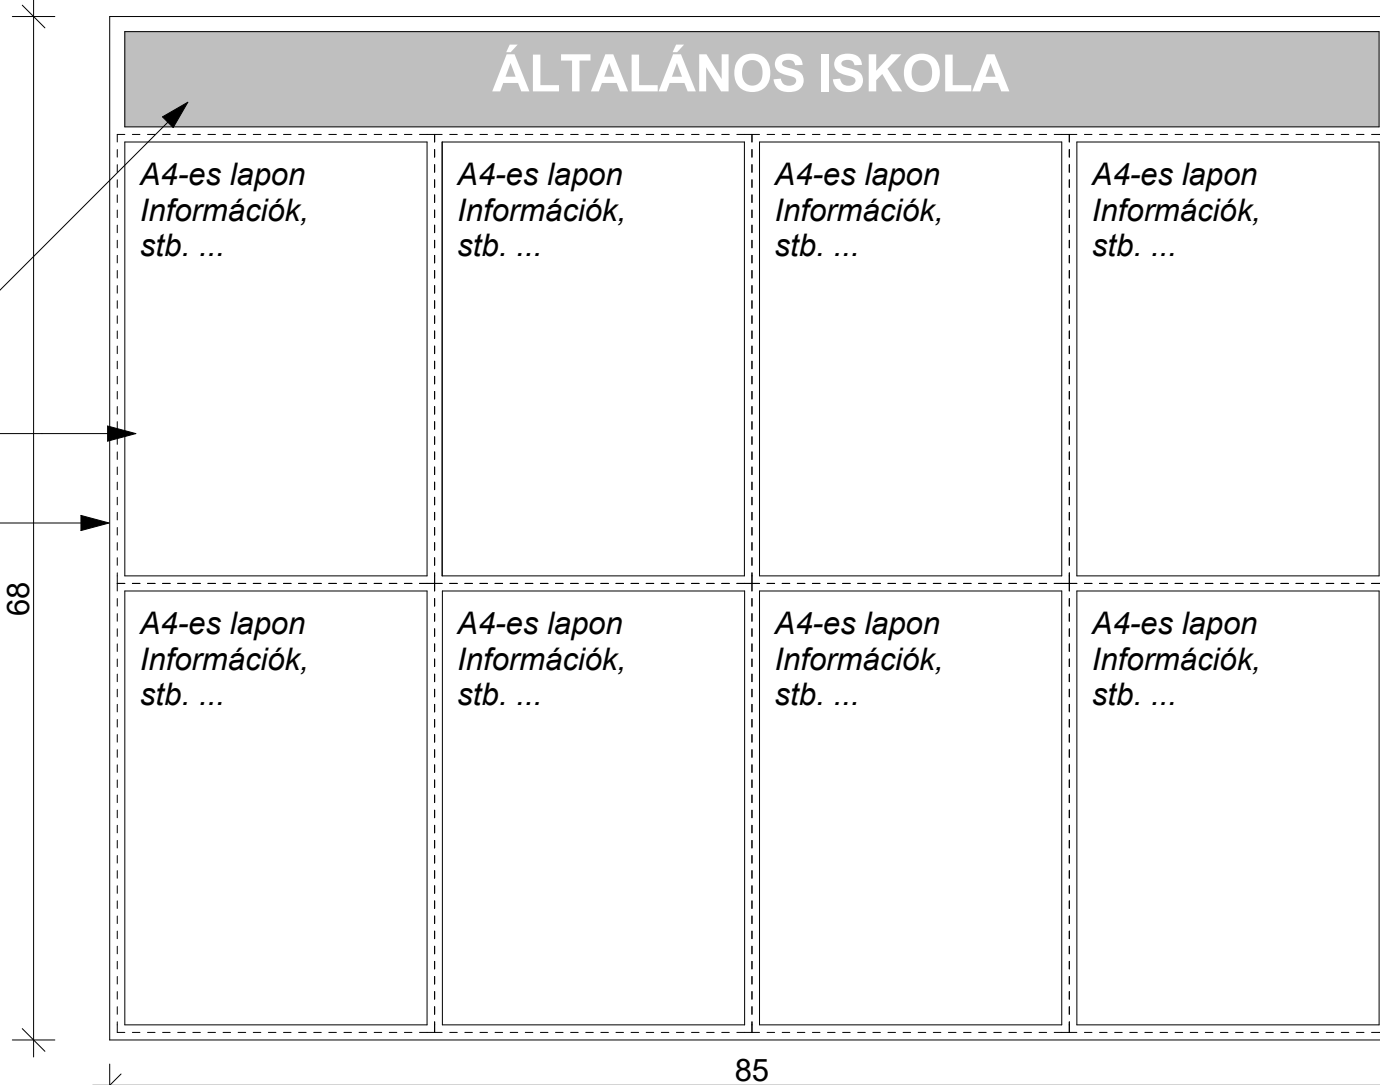 ÁLTALÁNOS ISKOLA
A4-es lapon
Információk,
stb. ...
A4-es lapon
Információk,
stb. ...
A4-es lapon
Információk,
stb. ...
A4-es lapon
Információk,
stb. ...
68
A4-es lapon
Információk,
stb. ...
A4-es lapon
Információk,
stb. ...
A4-es lapon
Információk,
stb. ...
A4-es lapon
Információk,
stb. ...
85